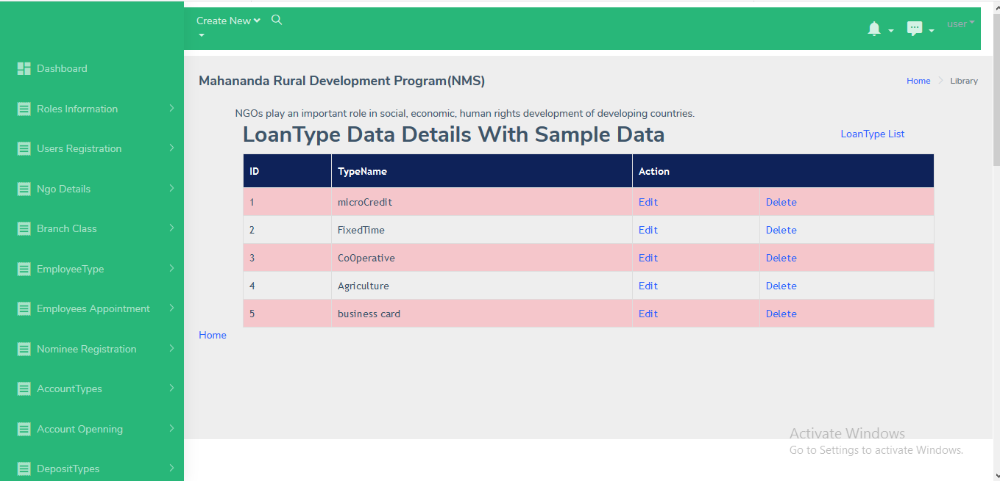 Create New
user
Dashboard
Roles Information
Users Registration
Ngo Details
Branch Class
EmployeeType
Employees Appointment
Nominee Registration
AccountTypes
Account Openning
DepositTypes
Mahananda Rural Development Program(NMS)
Home Library
NGOs play an important role in social, economic, human rights development of developing countries.
LoanType Data Details With Sample Data
LoanType List
ID TypeName Action
1 microCredit Edit Delete
2 FixedTime Edit Delete
3 CoOperative Edit Delete
4 Agriculture Edit Delete
5 business card Edit Delete
Home
Activate Windows
Go to Settings to activate Windows.